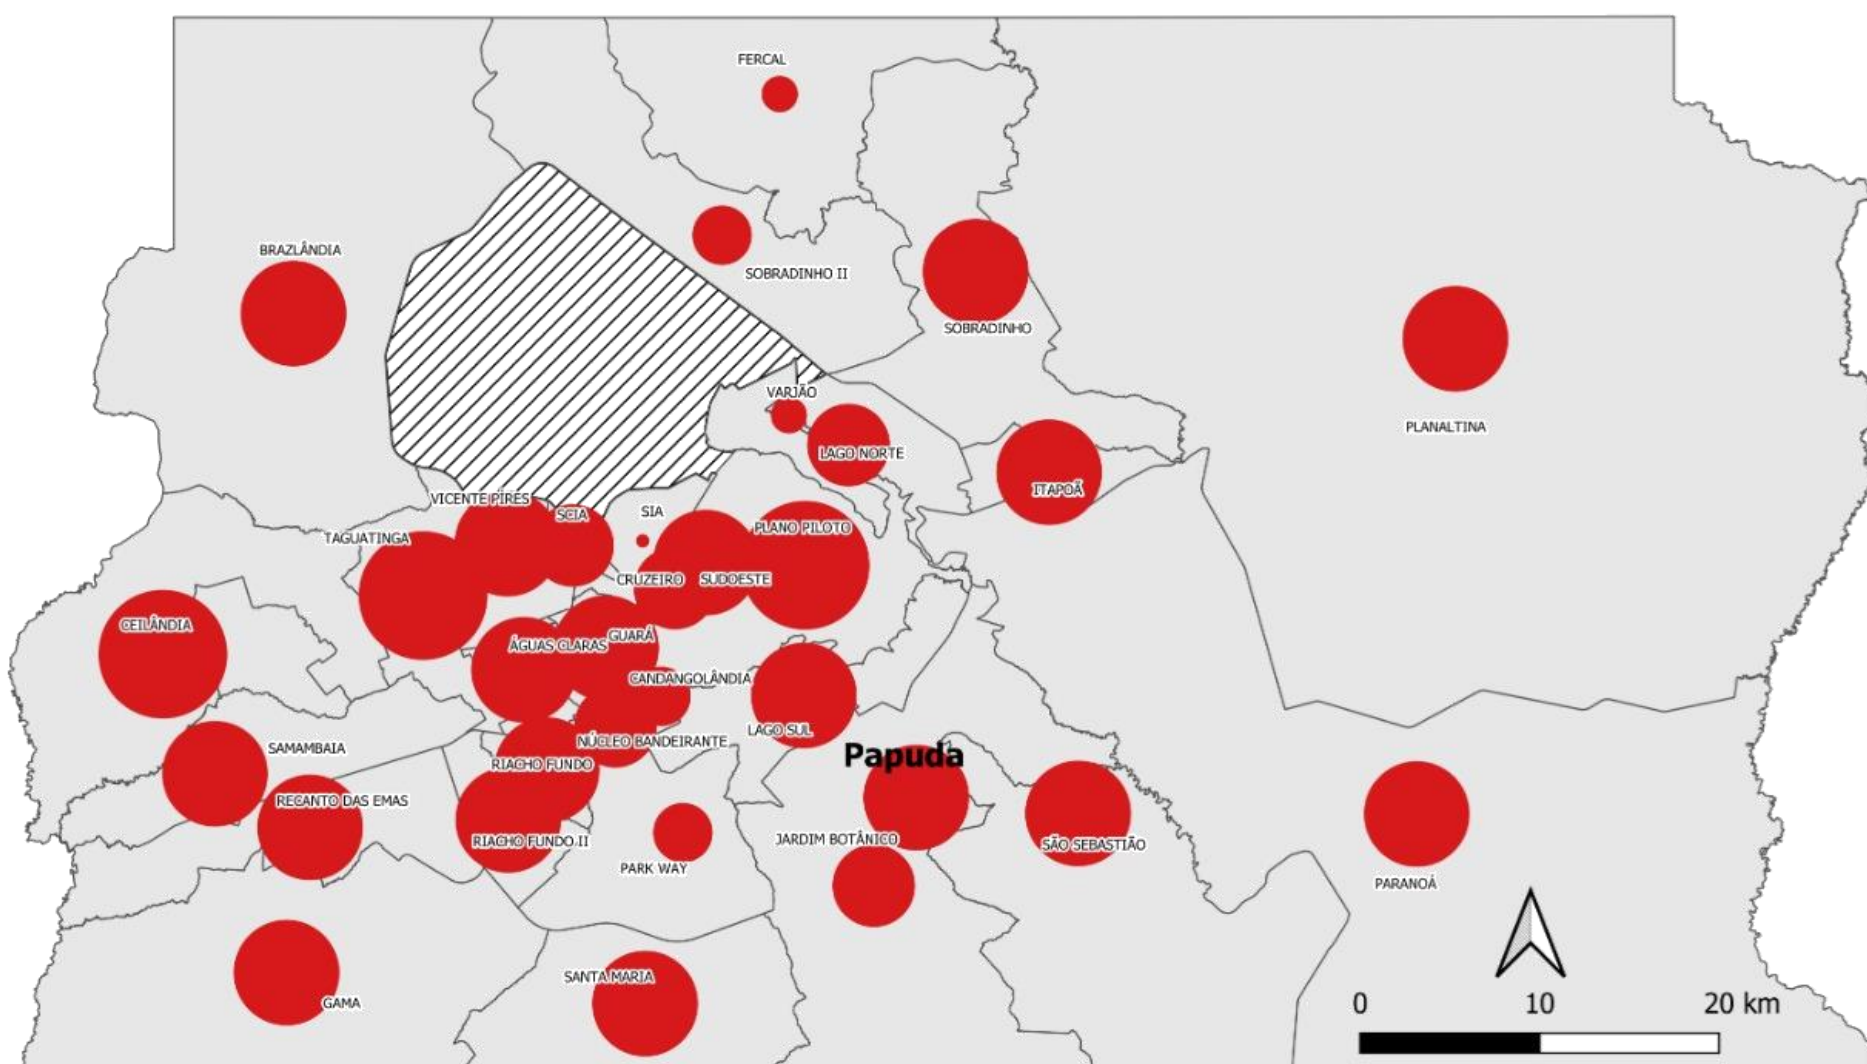 FERCAL
BRAZLÂNDIA
SOBRADINHO II
SOBRADINHO
VARJÃO
PLANALTINA
LAGO NORTE
ITAPOÃ
VICENTE PIRES
SCIA
SIA
TAGUATINGA
PLANO PILOTO
CRUZEIRO
SUDOESTE
CEILÂNDIA
GUARÁ
ÁGUAS CLARAS
CANDANGOLÂNDIA
LAGO SUL
NÚCLEO BANDEIRANTE
SAMAMBAIA
Papuda
RIACHO FUNDO
RECANTO DAS EMAS
RIACHO FUNDO II
JARDIM BOTÂNICO
SÃO SEBASTIÃO
PARK WAY
PARANOÁ
SANTA MARIA
GAMA
0 10 20 km